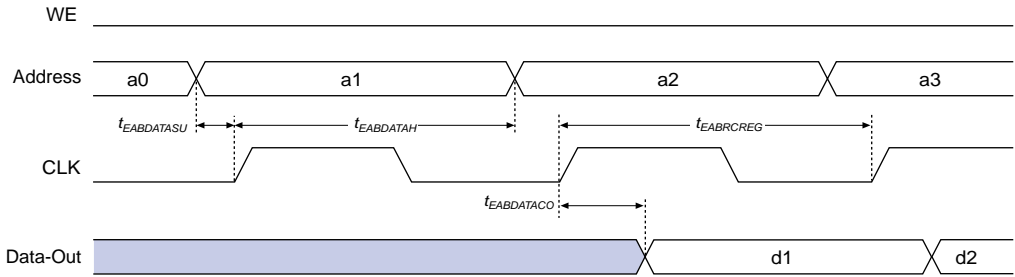 WE
Address a0 a1 a2 a3
tEABDATASU tEABDATAH tEABRCREG
CLK
tEABDATACO
Data-Out d1 d2